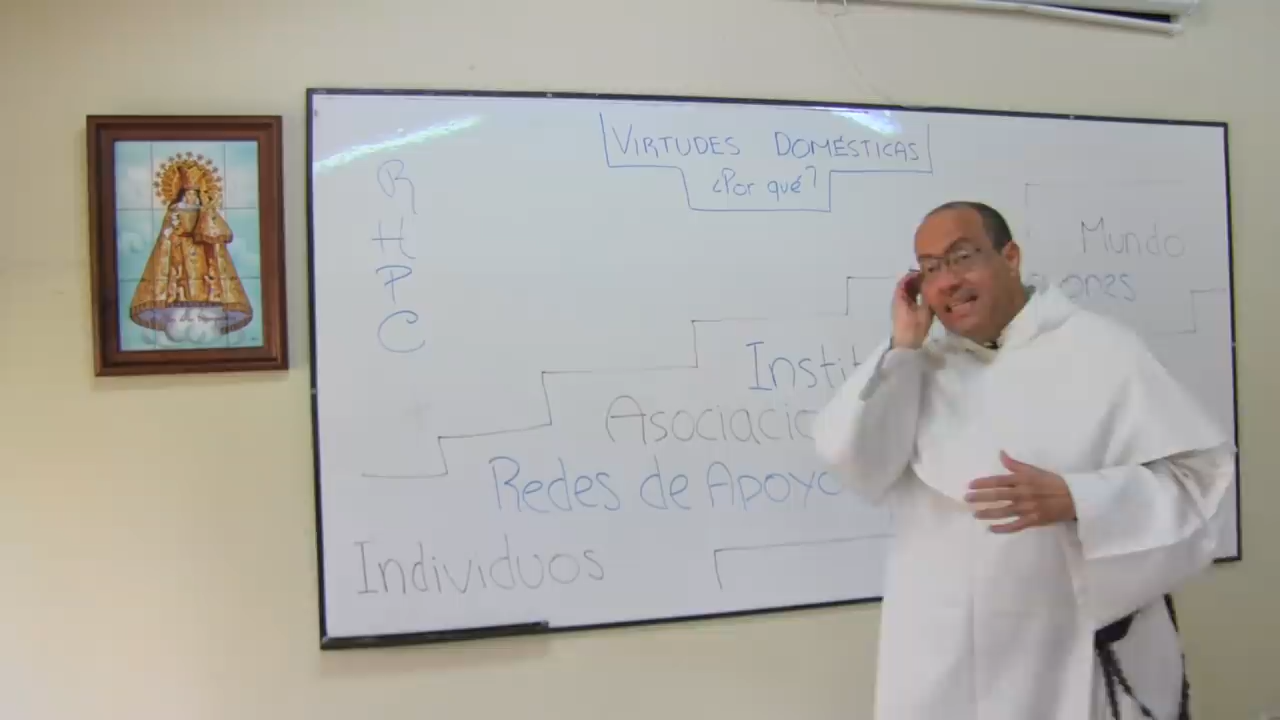 VIRTUDES DOMÉSTICAS
¿Por qué?
R
H
P
C
Mundo
Instit
Asociacio
Redes de Apoyo
Individuos